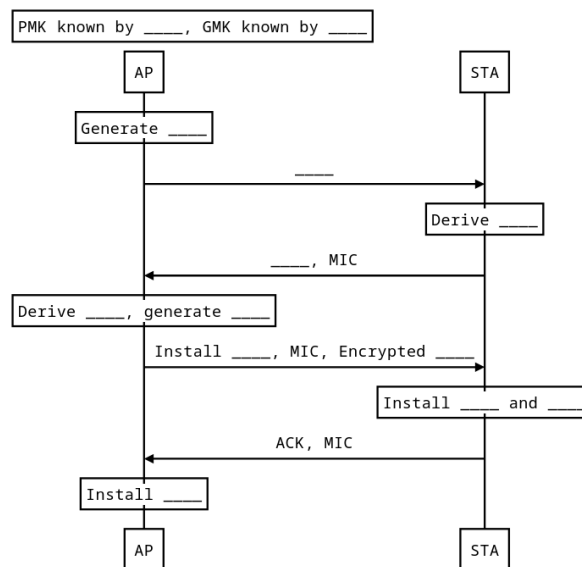 PMK known by ____, GMK known by ____
AP STA
Generate ____
____
Derive ____
____, MIC
Derive ____, generate ____
Install ____, MIC, Encrypted ____
Install ____ and ____
ACK, MIC
Install ____
AP STA